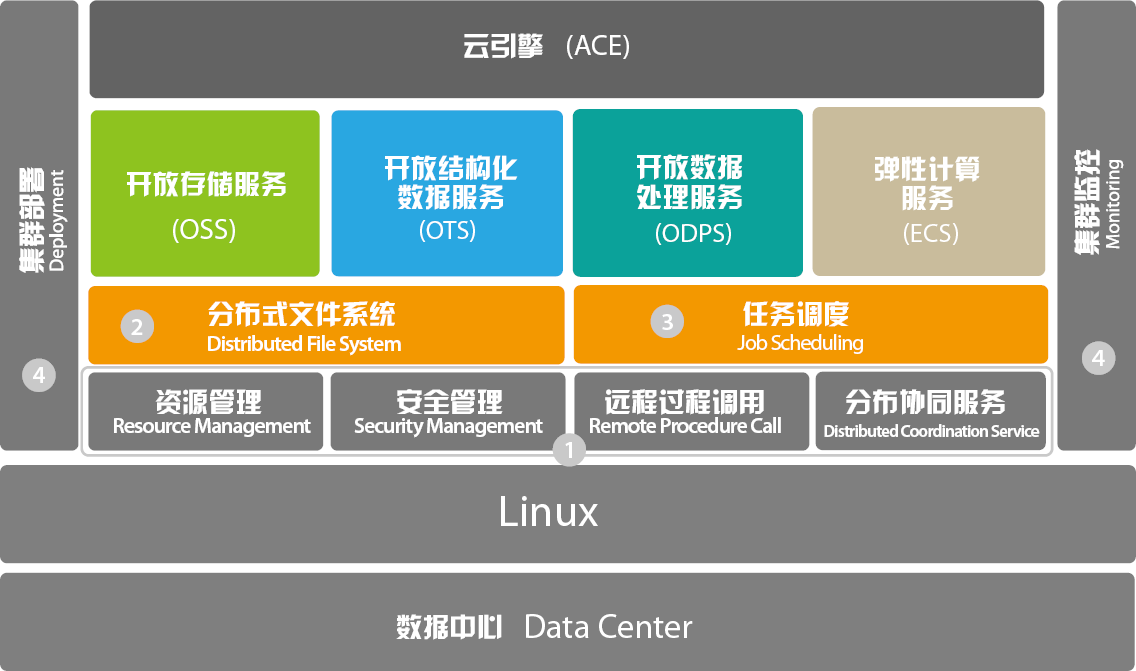 云引擎 (ACE)
集群部署
Deployment
开放存储服务
(OSS)
开放结构化
数据服务
(OTS)
开放数据
处理服务
(ODPS)
弹性计算
服务
(ECS)
集群监控
Monitoring
2
分布式文件系统
Distributed File System
3
任务调度
Job Scheduling
4
4
资源管理
Resource Management
安全管理
Security Management
远程过程调用
Remote Procedure Call
分布协同服务
Distributed Coordination Service
1
Linux
数据中心 Data Center